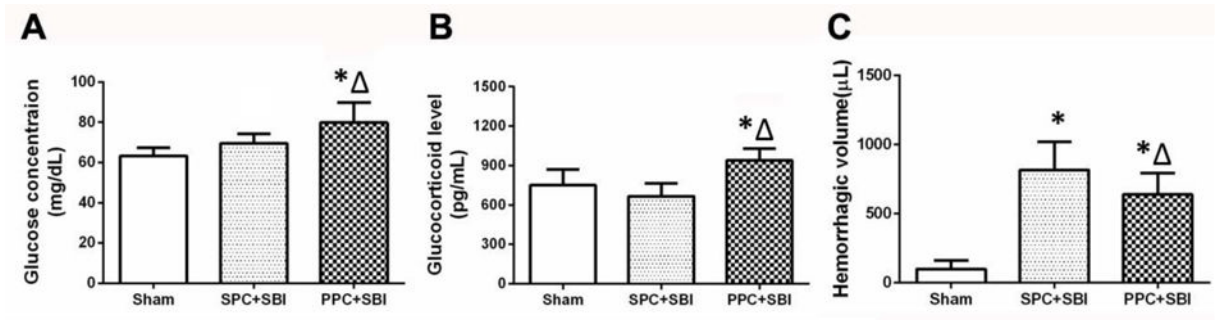 A
Glucose concentraion
(mg/dL)
100
80
60
40
20
0
*Δ
Sham
SPC+SBI
PPC+SBI
B
Glucocorticoid level
(pg/mL)
1500
1200
900
600
300
0
*Δ
Sham
SPC+SBI
PPC+SBI
C
Hemorrhagic volume(μL)
1500
1000
500
0
*
*Δ
Sham
SPC+SBI
PPC+SBI